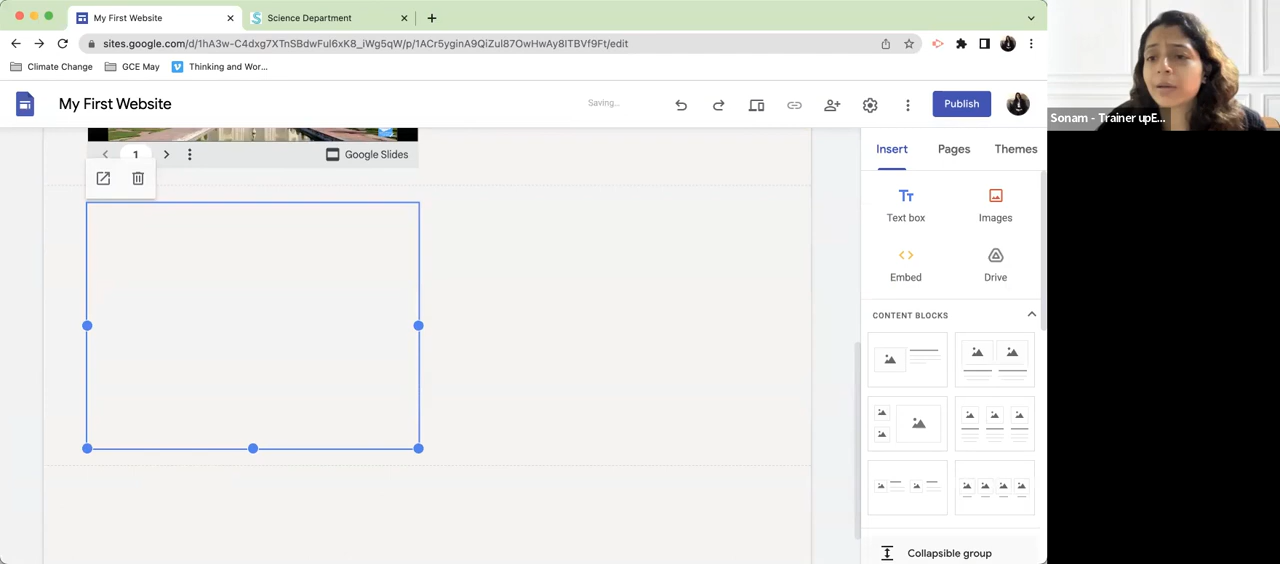 My First Website
Science Department
sites.google.com/d/1hA3w-C4dxg7XTnSBdwFul6xK8_iWg5qW/p/1ACr5yginA9QiZul87OwHwAy8ITBVf9Ft/edit
Climate Change
GCE May
Thinking and Wor...
Sonam - Trainer upE...
My First Website
Saving...
Publish
1
Google Slides
Insert
Pages
Themes
Text box
Images
Embed
Drive
CONTENT BLOCKS
Collapsible group